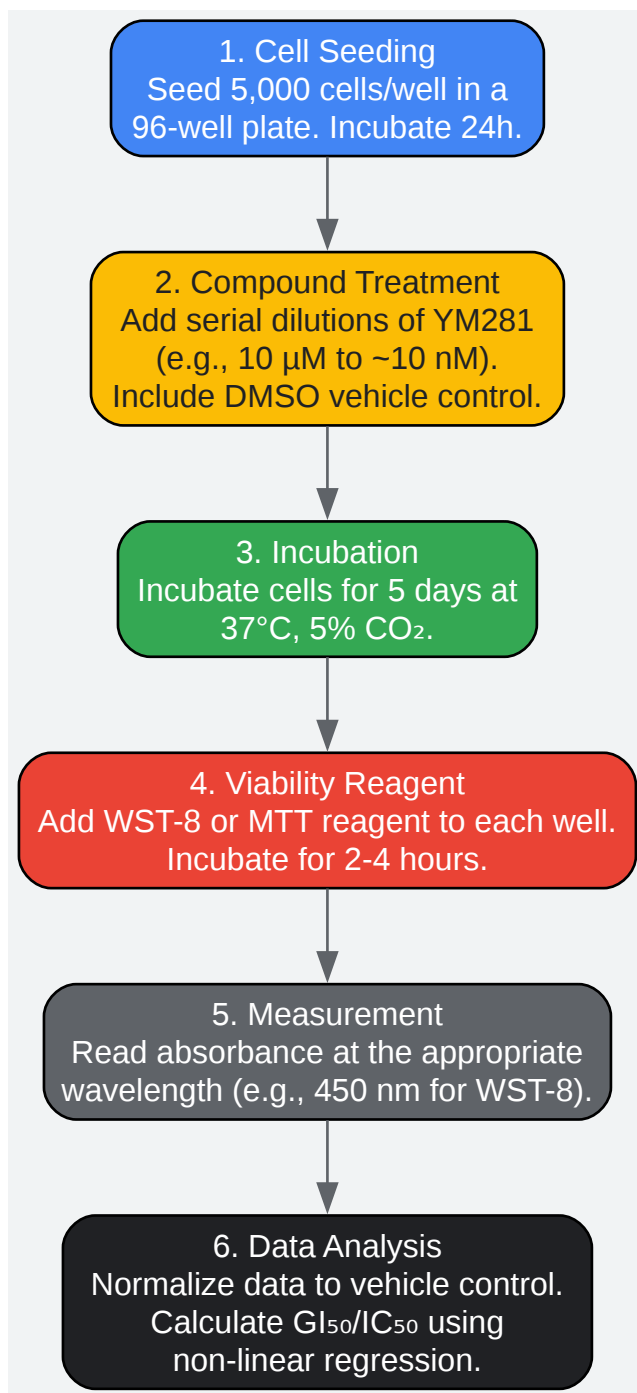 1. Cell Seeding
Seed 5,000 cells/well in a
96-well plate. Incubate 24h.
2. Compound Treatment
Add serial dilutions of YM281
(e.g., 10 µM to ~10 nM).
Include DMSO vehicle control.
3. Incubation
Incubate cells for 5 days at
37°C, 5% CO₂.
4. Viability Reagent
Add WST-8 or MTT reagent to each well.
Incubate for 2-4 hours.
5. Measurement
Read absorbance at the appropriate
wavelength (e.g., 450 nm for WST-8).
6. Data Analysis
Normalize data to vehicle control.
Calculate GI₅₀/IC₅₀ using
non-linear regression.